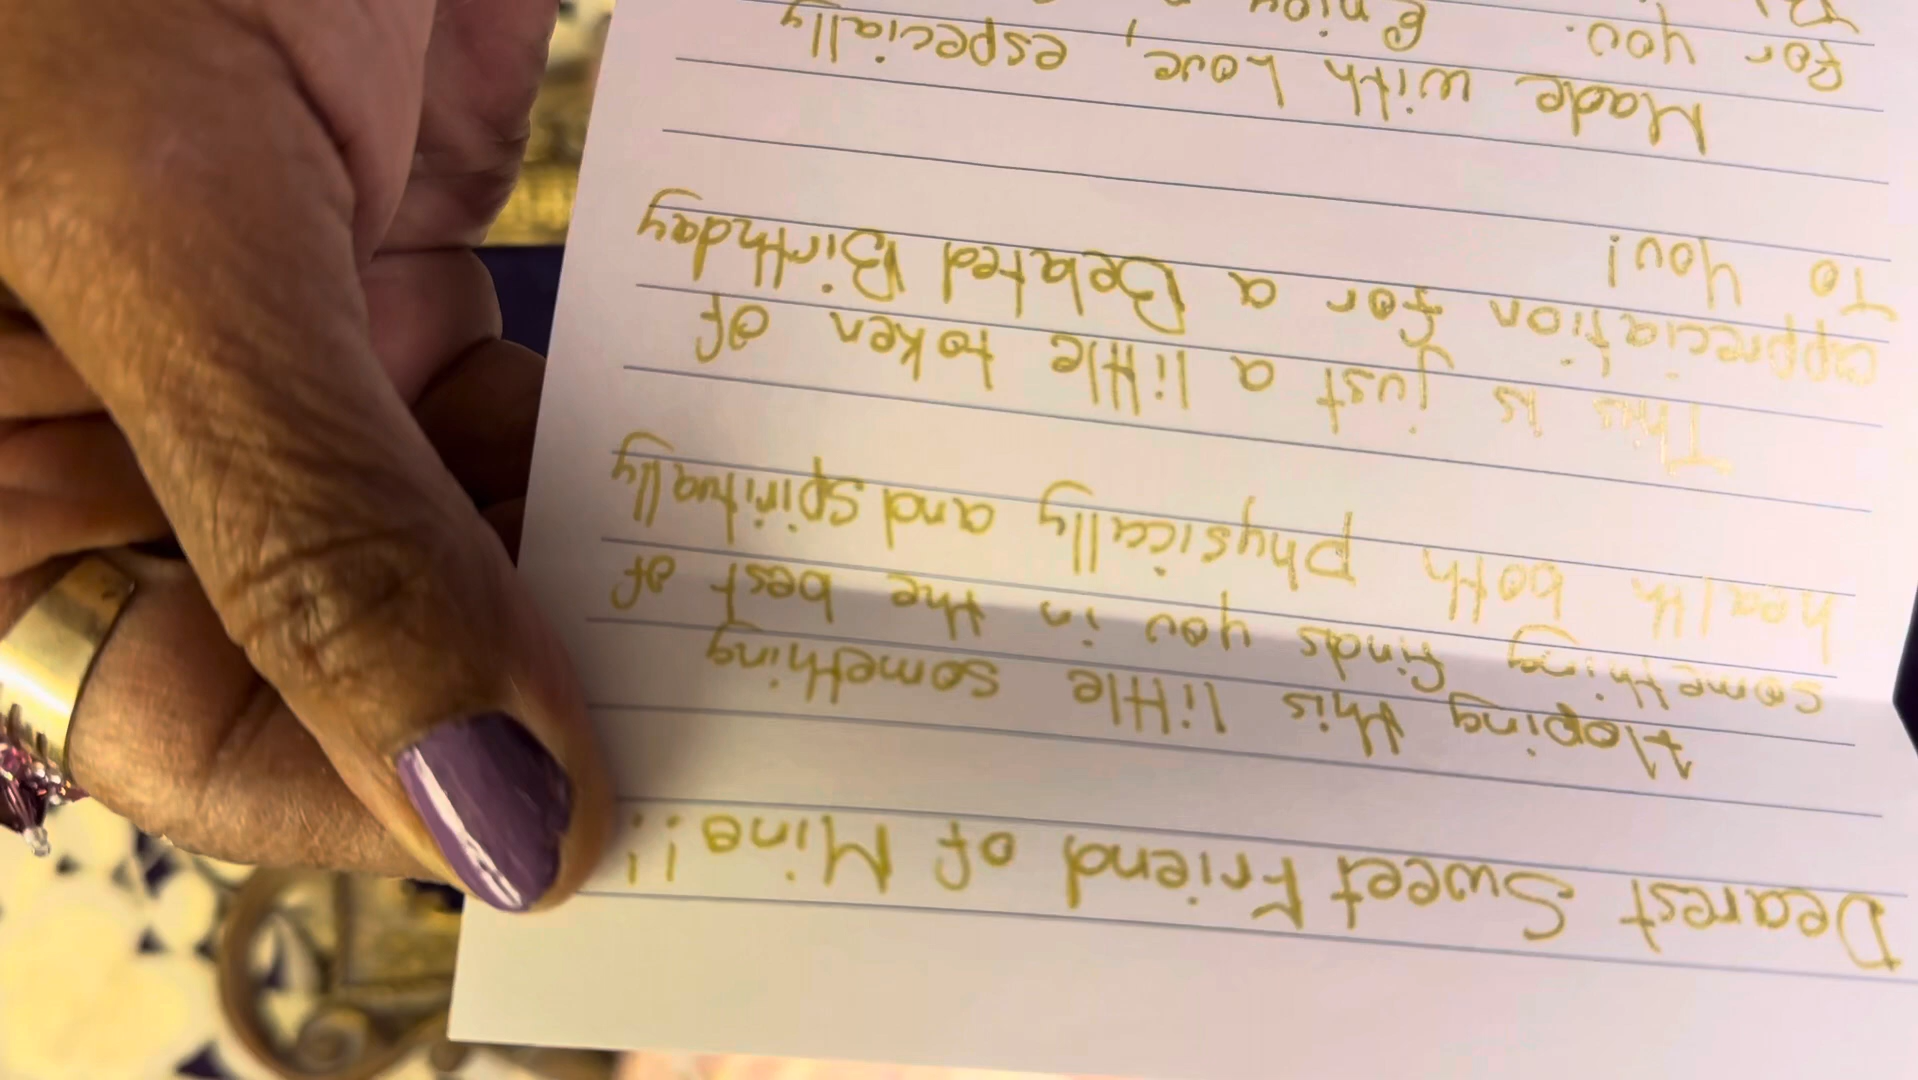 Dearest Sweet Friend of Mine!!
Hoping this little something
something finds you in the best of
health both physically and spiritually
This is just a little token of
appreciation for a Belated Birthday
To you!
Made with Love, especially
for you. Enjoy